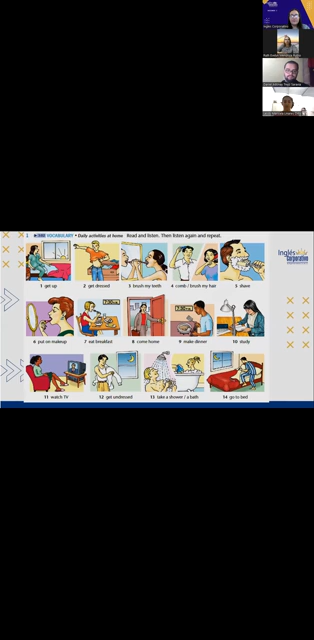 VOCABULARY • Daily activities at home Read and listen. Then listen again and repeat.
Inglés
Corporativo
1 get up
2 get dressed
3 brush my teeth
4 comb / brush my hair
5 shave
6 put on makeup
7 eat breakfast
8 come home
9 make dinner
10 study
11 watch TV
12 get undressed
13 take a shower / a bath
14 go to bed